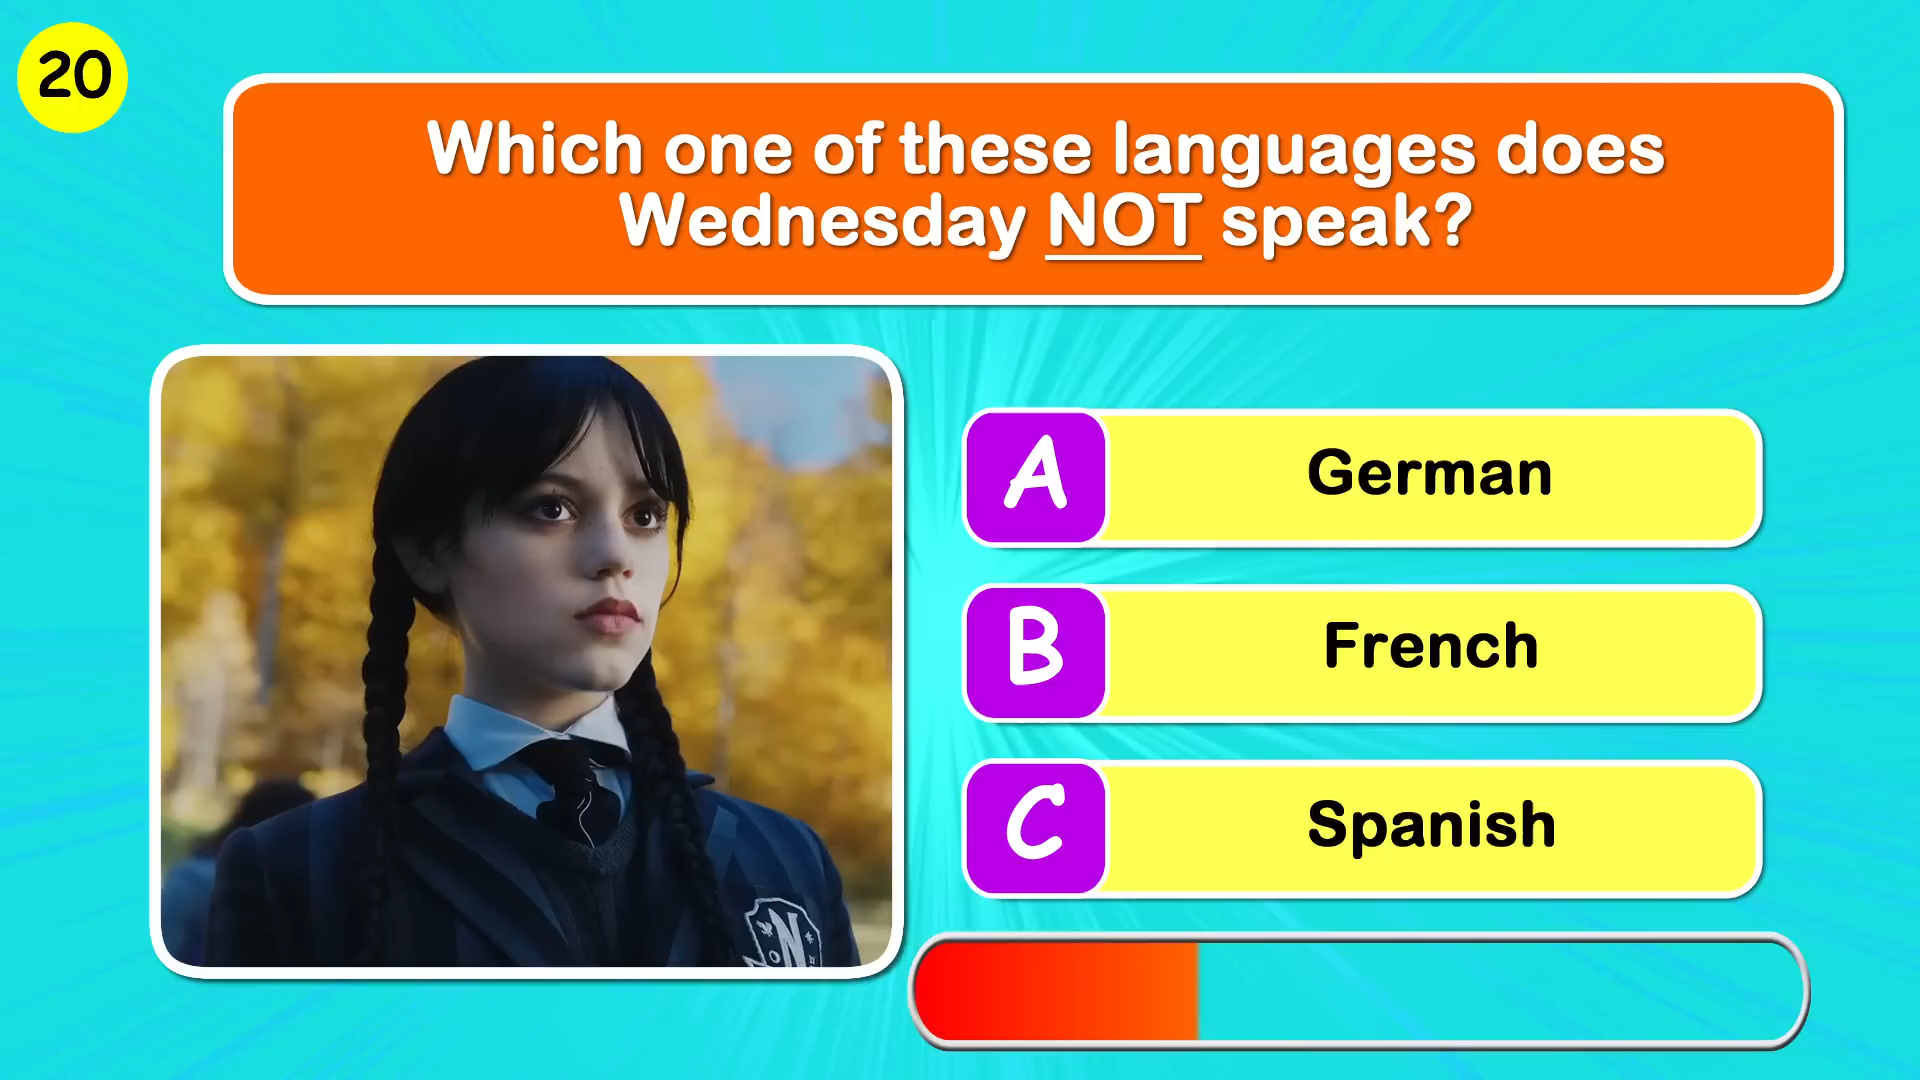 20
Which one of these languages does
Wednesday NOT speak?
A German
B French
C Spanish
N